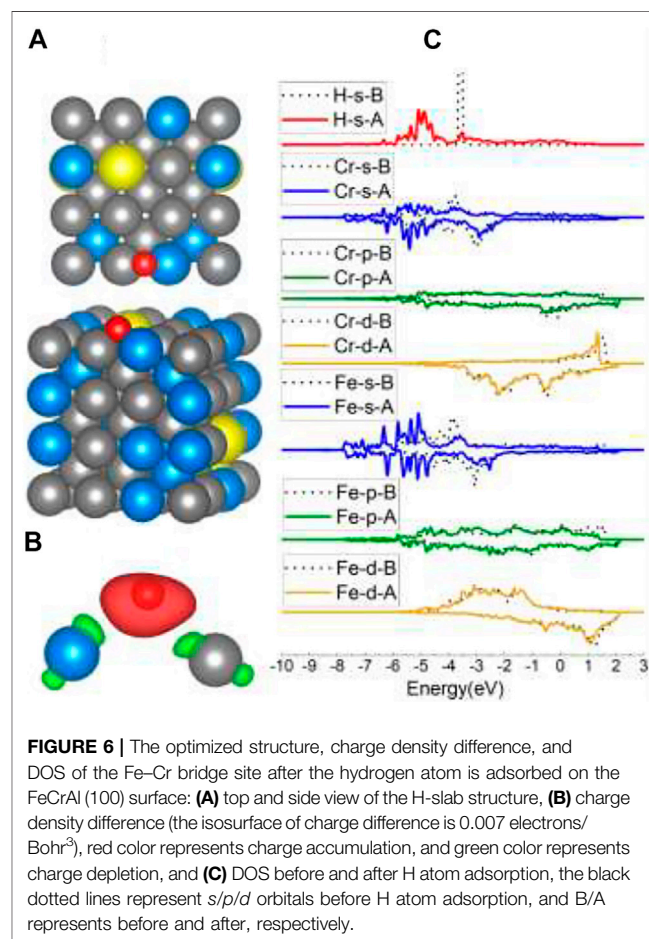 A
C
H-s-B
H-s-A
Cr-s-B
Cr-s-A
Cr-p-B
Cr-p-A
Cr-d-B
Cr-d-A
Fe-s-B
Fe-s-A
Fe-p-B
Fe-p-A
Fe-d-B
Fe-d-A
B
-10 -9 -8 -7 -6 -5 -4 -3 -2 -1 0 1 2 3
Energy(eV)
FIGURE 6 | The optimized structure, charge density difference, and
DOS of the Fe–Cr bridge site after the hydrogen atom is adsorbed on the
FeCrAl (100) surface: (A) top and side view of the H-slab structure, (B) charge
density difference (the isosurface of charge difference is 0.007 electrons/
Bohr³), red color represents charge accumulation, and green color represents
charge depletion, and (C) DOS before and after H atom adsorption, the black
dotted lines represent s/p/d orbitals before H atom adsorption, and B/A
represents before and after, respectively.